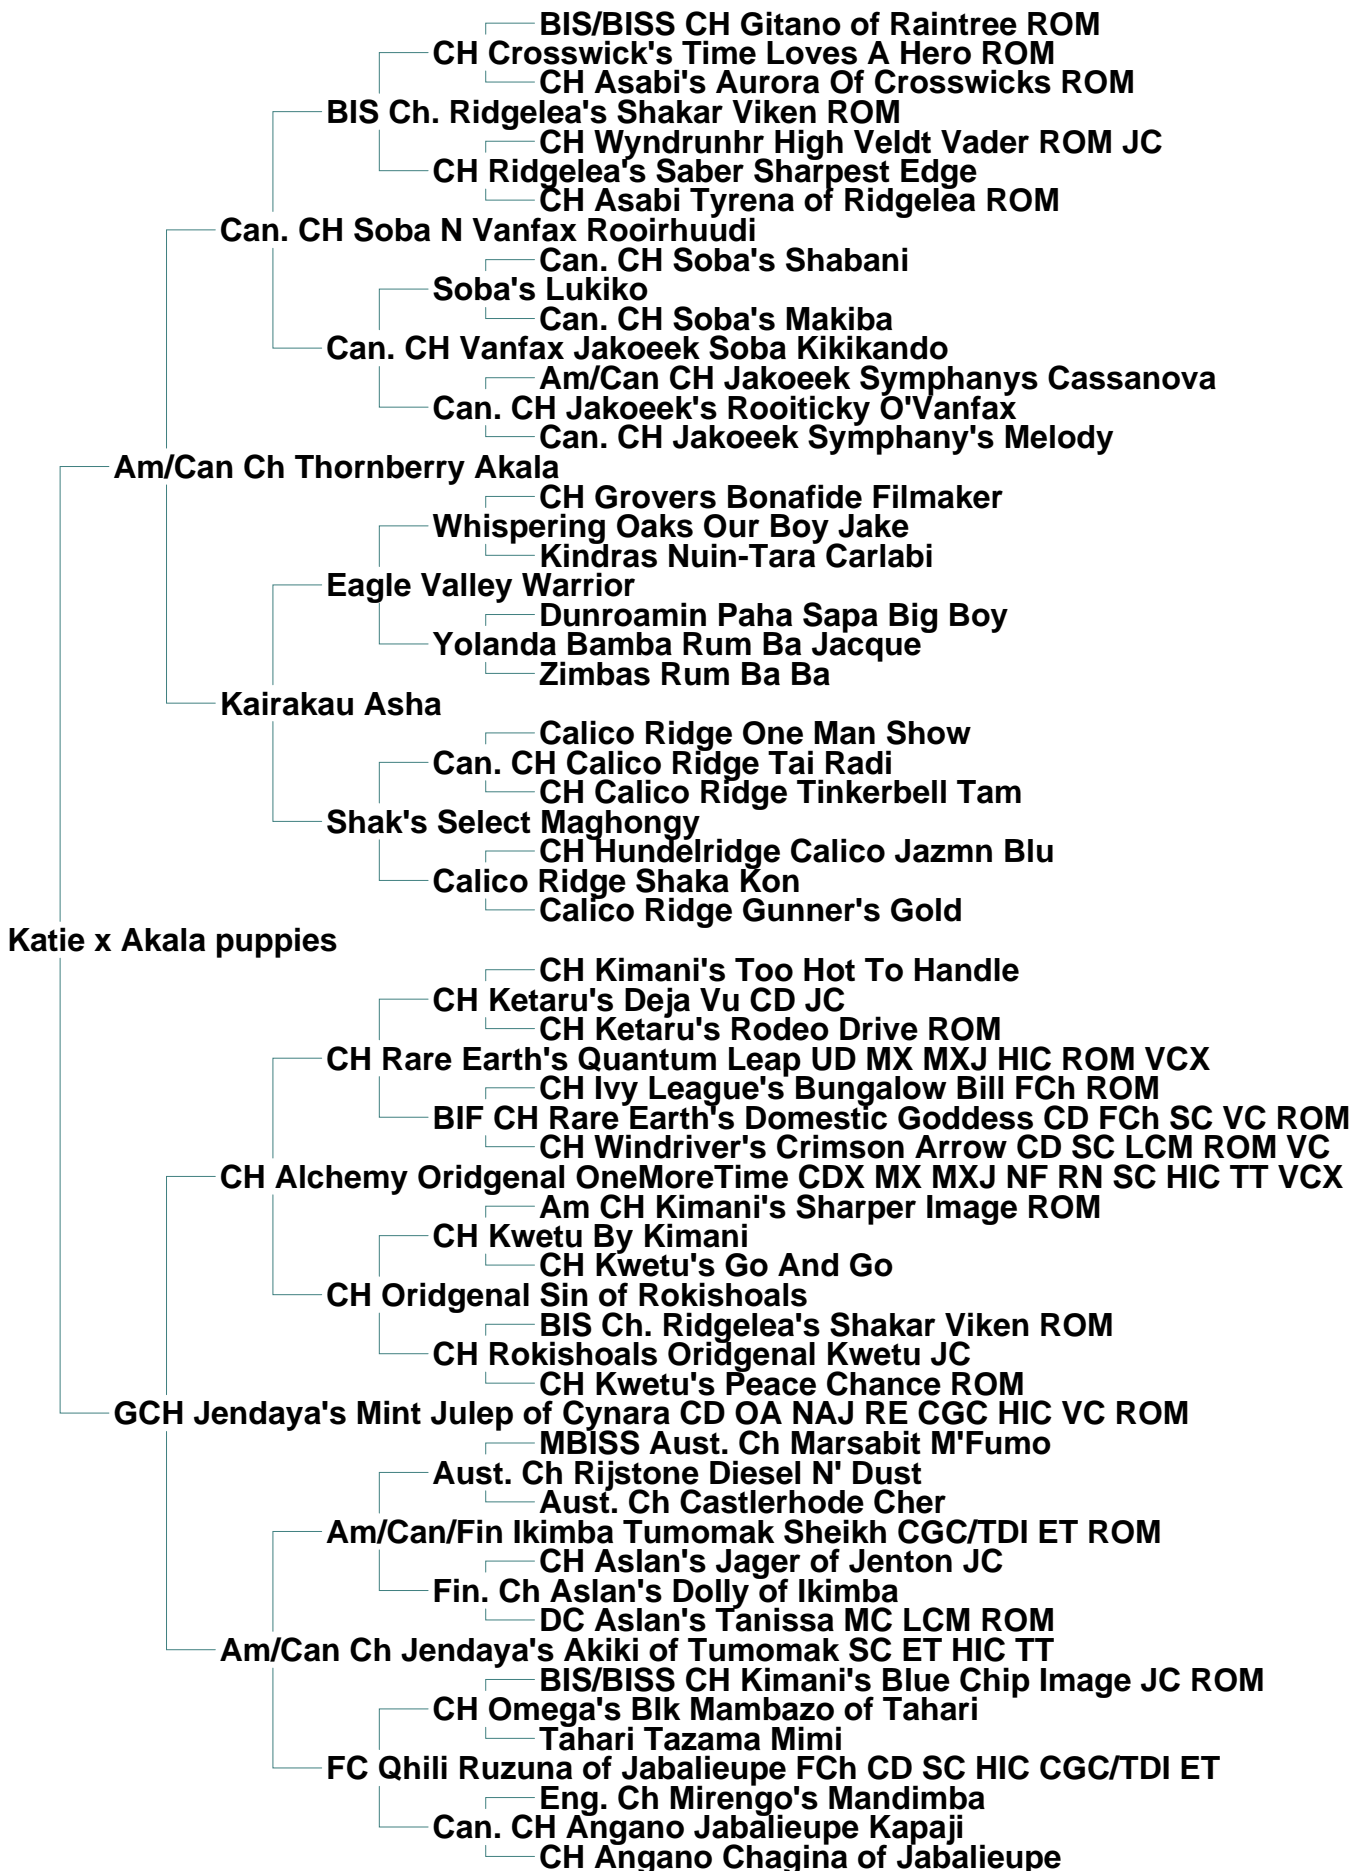 BIS/BISS CH Gitano of Raintree ROM
CH Crosswick's Time Loves A Hero ROM
CH Asabi's Aurora Of Crosswicks ROM
BIS Ch. Ridgelea's Shakar Viken ROM
CH Wyndrunhr High Veldt Vader ROM JC
CH Ridgelea's Saber Sharpest Edge
CH Asabi Tyrena of Ridgelea ROM
Can. CH Soba N Vanfax Rooirhuudi
Can. CH Soba's Shabani
Soba's Lukiko
Can. CH Soba's Makiba
Can. CH Vanfax Jakoeek Soba Kikikando
Am/Can CH Jakoeek Symphanys Cassanova
Can. CH Jakoeek's Rooiticky O'Vanfax
Can. CH Jakoeek Symphany's Melody
Am/Can Ch Thornberry Akala
CH Grovers Bonafide Filmaker
Whispering Oaks Our Boy Jake
Kindras Nuin-Tara Carlabi
Eagle Valley Warrior
Dunroamin Paha Sapa Big Boy
Yolanda Bamba Rum Ba Jacque
Zimbas Rum Ba Ba
Kairakau Asha
Calico Ridge One Man Show
Can. CH Calico Ridge Tai Radi
CH Calico Ridge Tinkerbell Tam
Shak's Select Maghongy
CH Hundelridge Calico Jazmn Blu
Calico Ridge Shaka Kon
Calico Ridge Gunner's Gold
Katie x Akala puppies
CH Kimani's Too Hot To Handle
CH Ketaru's Deja Vu CD JC
CH Ketaru's Rodeo Drive ROM
CH Rare Earth's Quantum Leap UD MX MXJ HIC ROM VCX
CH Ivy League's Bungalow Bill FCh ROM
BIF CH Rare Earth's Domestic Goddess CD FCh SC VC ROM
CH Windriver's Crimson Arrow CD SC LCM ROM VC
CH Alchemy Oridgenal OneMoreTime CDX MX MXJ NF RN SC HIC TT VCX
Am CH Kimani's Sharper Image ROM
CH Kwetu By Kimani
CH Kwetu's Go And Go
CH Oridgenal Sin of Rokishoals
BIS Ch. Ridgelea's Shakar Viken ROM
CH Rokishoals Oridgenal Kwetu JC
CH Kwetu's Peace Chance ROM
GCH Jendaya's Mint Julep of Cynara CD OA NAJ RE CGC HIC VC ROM
MBISS Aust. Ch Marsabit M'Fumo
Aust. Ch Rijstone Diesel N' Dust
Aust. Ch Castlerhode Cher
Am/Can/Fin Ikimba Tumomak Sheikh CGC/TDI ET ROM
CH Aslan's Jager of Jenton JC
Fin. Ch Aslan's Dolly of Ikimba
DC Aslan's Tanissa MC LCM ROM
Am/Can Ch Jendaya's Akiki of Tumomak SC ET HIC TT
BIS/BISS CH Kimani's Blue Chip Image JC ROM
CH Omega's Blk Mambazo of Tahari
Tahari Tazama Mimi
FC Qhili Ruzuna of Jabalieupe FCh CD SC HIC CGC/TDI ET
Eng. Ch Mirengo's Mandimba
Can. CH Angano Jabalieupe Kapaji
CH Angano Chagina of Jabalieupe